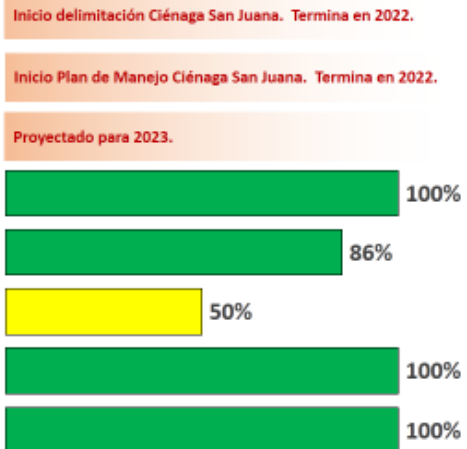 Inicio delimitación Ciénaga San Juana. Termina en 2022.
Inicio Plan de Manejo Ciénaga San Juana. Termina en 2022.
Proyectado para 2023.
100%
86%
50%
100%
100%